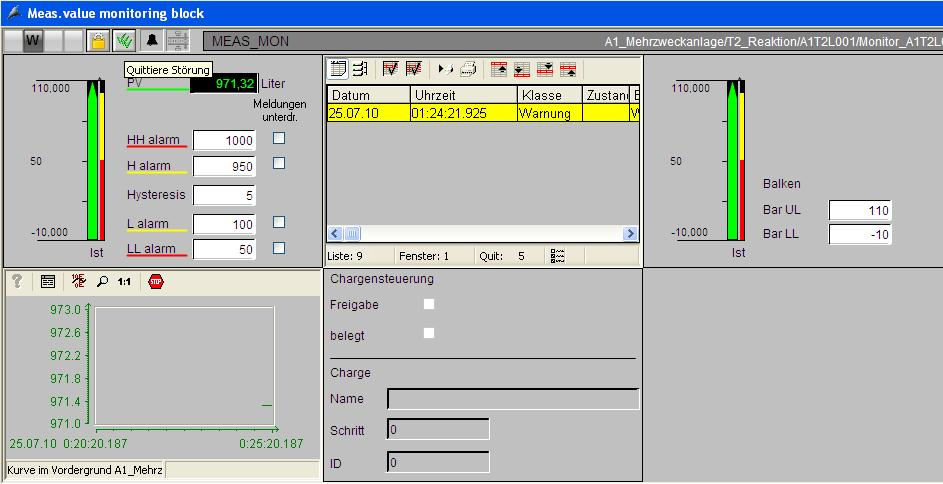 Meas.value monitoring block
W
MEAS_MON
A1_Mehrzweckanlage/T2_Reaktion/A1T2L001/Monitor_A1T2L0
Quittiere Störung
110,000
50
-10,000
Ist
PV 971,32 Liter
Meldungen
unterdr.
HH alarm 1000
H alarm 950
Hysteresis 5
L alarm 100
LL alarm 50
Datum Uhrzeit Klasse Zustand
25.07.10 01:24:21.925 Warnung
Liste: 9 Fenster: 1 Quit: 5
110,000
50
-10,000
Ist
Balken
Bar UL 110
Bar LL -10
? 1:1 STOP
973.0
972.6
972.2
971.8
971.4
971.0
25.07.10 0:20:20.187 0:25:20.187
Kurve im Vordergrund A1_Mehrz
Chargensteuerung
Freigabe
belegt
Charge
Name
Schritt 0
ID 0